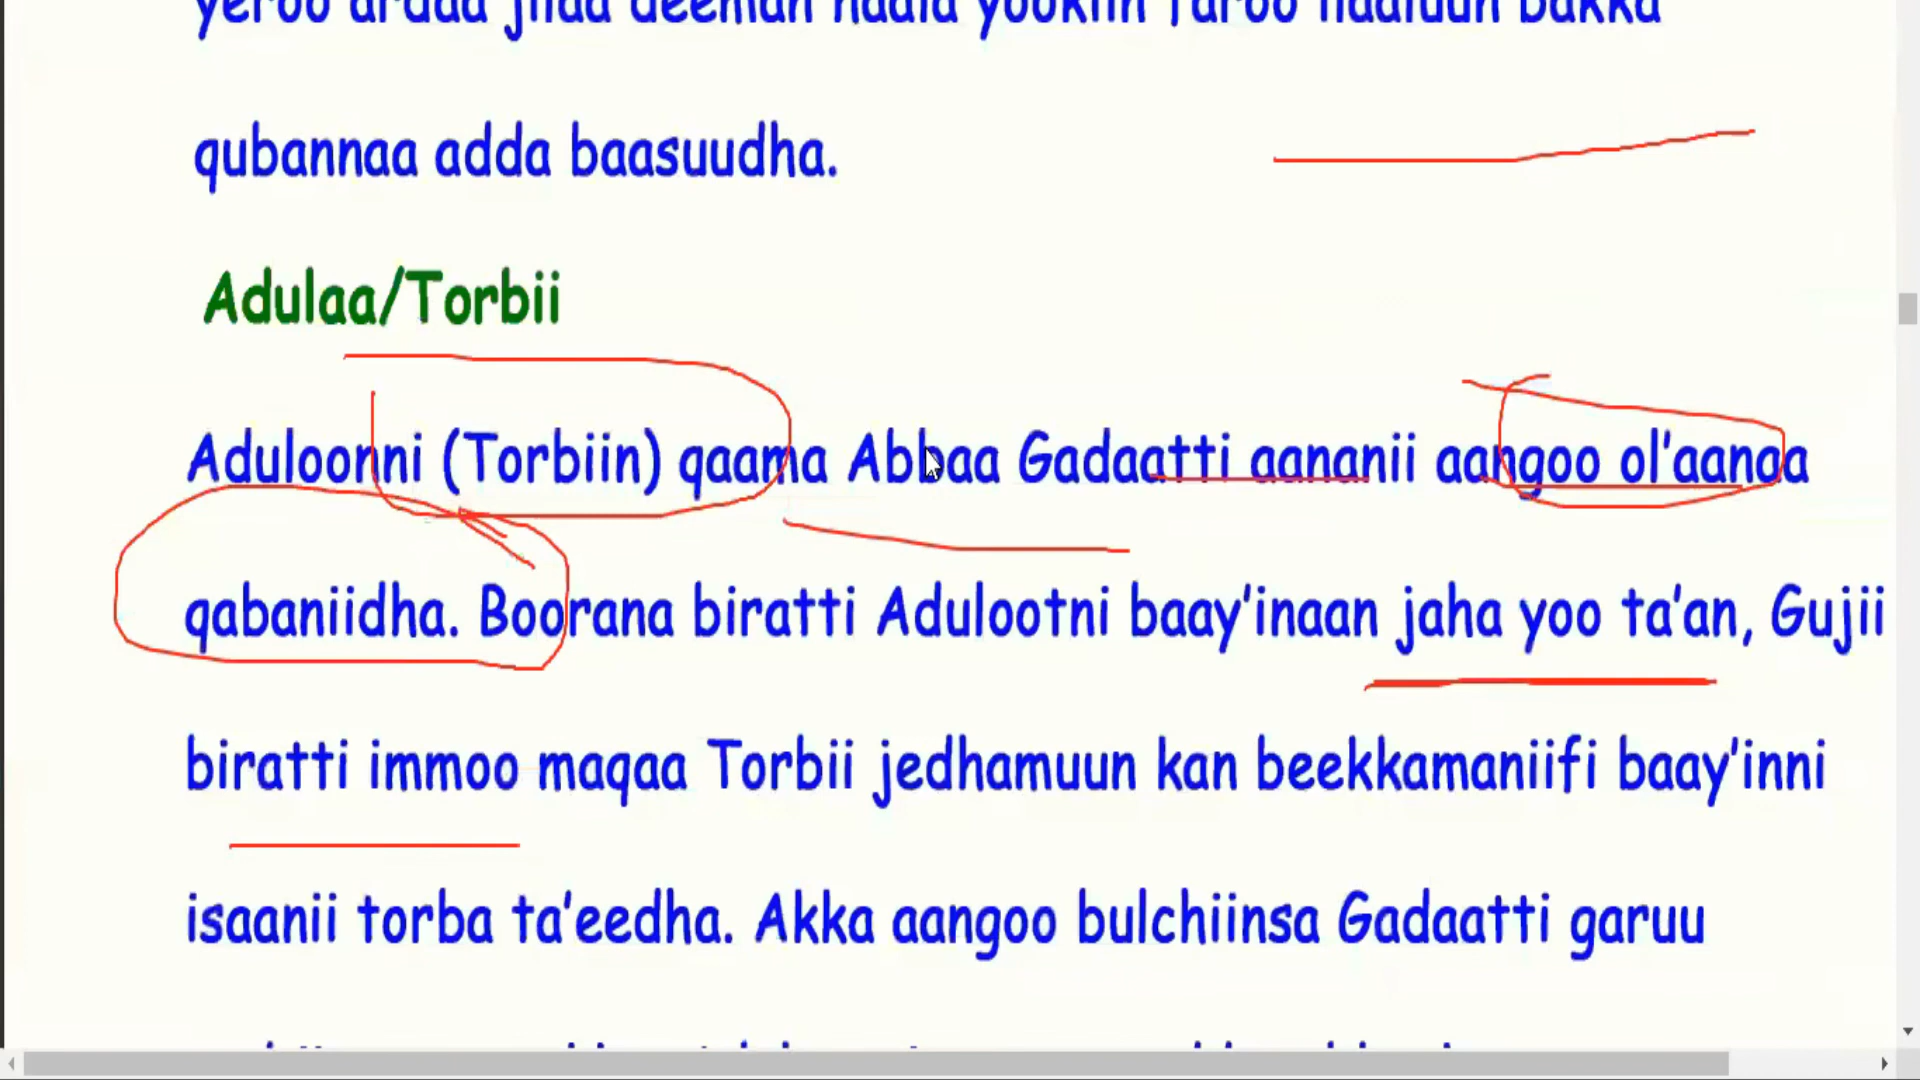 qubannaa adda baasuudha.
Adulaa/Torbii
Aduloonni (Torbiin) qaama Abbaa Gadaatti aananii aangoo ol’aanaa
qabaniidha. Boorana biratti Adulootni baay’inaan jaha yoo ta’an, Gujii
biratti immoo maqaa Torbii jedhamuun kan beekkamaniifi baay’inni
isaanii torba ta’eedha. Akka aangoo bulchiinsa Gadaatti garuu